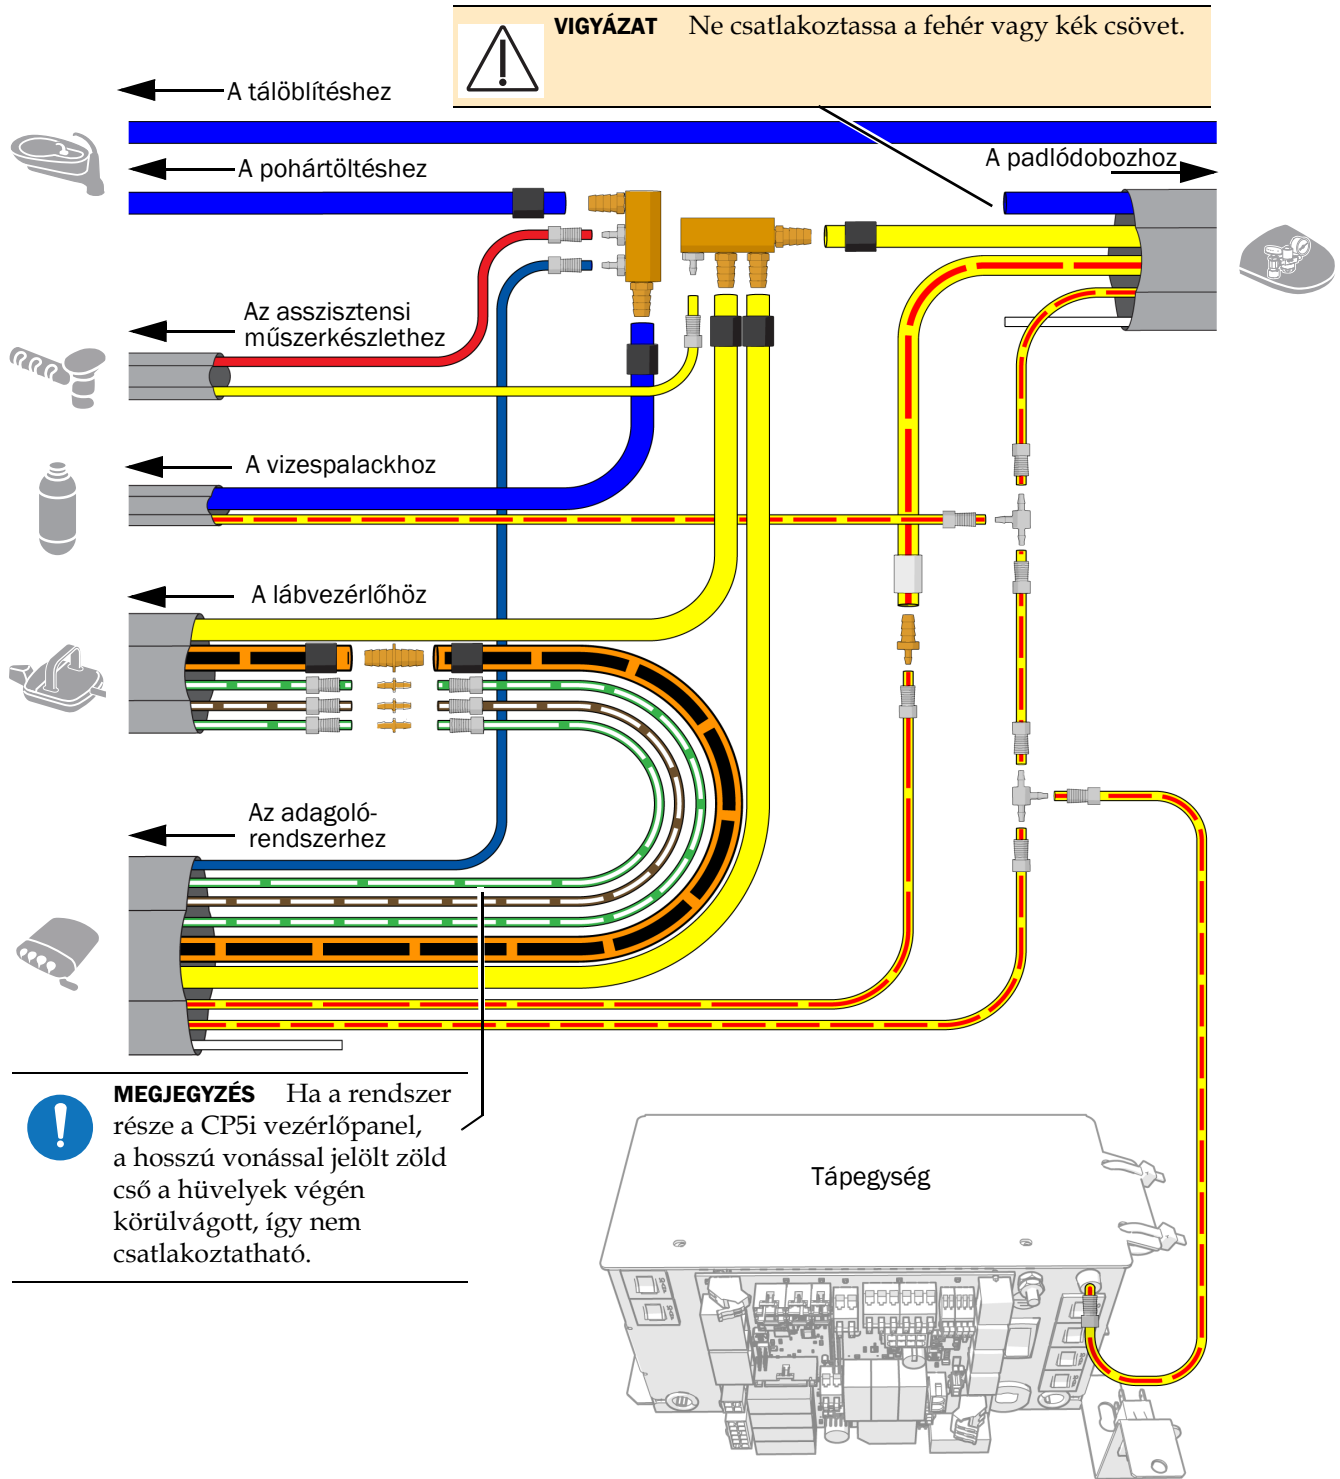 VIGYÁZAT Ne csatlakoztassa a fehér vagy kék csövet.
A tálöblítéshez
A padlódobozhoz
A pohártöltéshez
Az asszisztensi
műszerkészlethez
A vizespalackhoz
A lábvezérlőhöz
Az adagoló-
rendszerhez
MEGJEGYZÉS Ha a rendszer
része a CP5i vezérlőpanel,
a hosszú vonással jelölt zöld
cső a hüvelyek végén
körülvágott, így nem
csatlakoztatható.
Tápegység